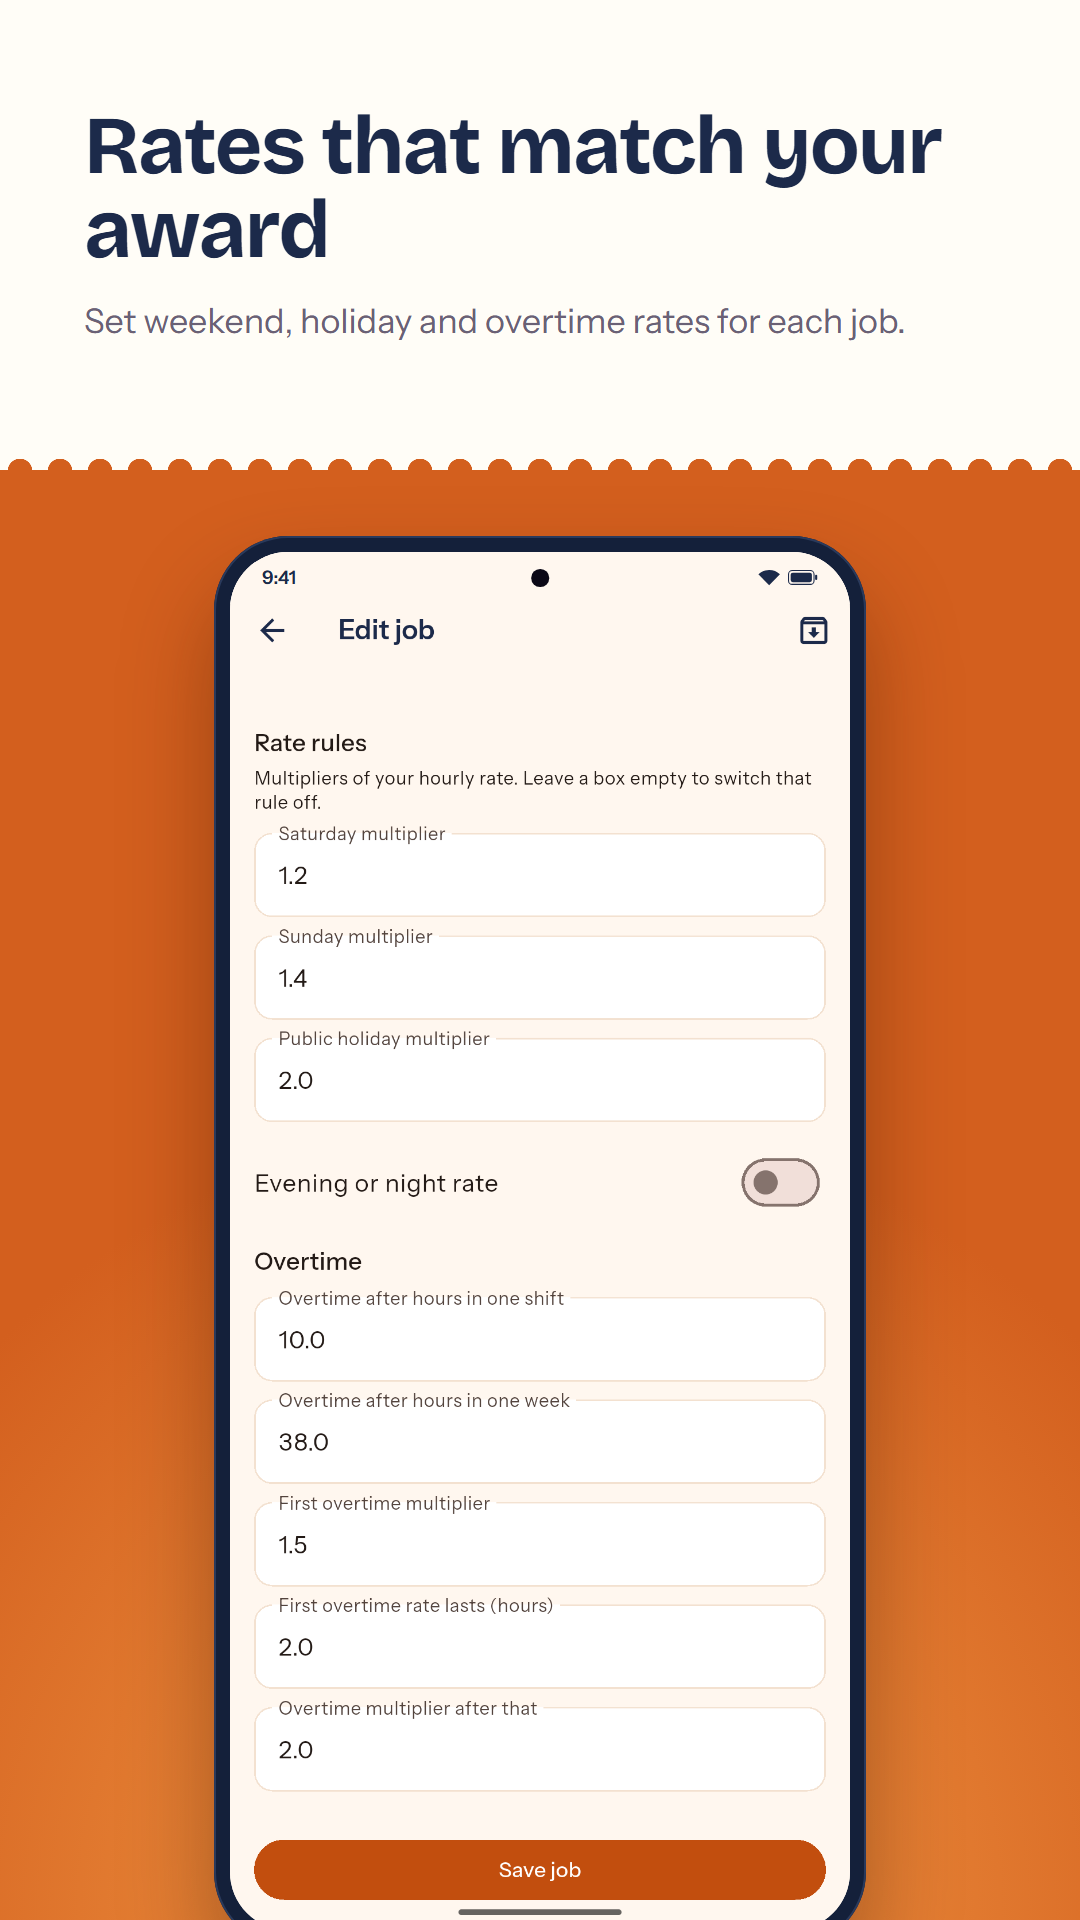 Rates that match your
award
Set weekend, holiday and overtime rates for each job.
9:41
Edit job
Rate rules
Multipliers of your hourly rate. Leave a box empty to switch that
rule off.
Saturday multiplier
1.2
Sunday multiplier
1.4
Public holiday multiplier
2.0
Evening or night rate
Overtime
Overtime after hours in one shift
10.0
Overtime after hours in one week
38.0
First overtime multiplier
1.5
First overtime rate lasts (hours)
2.0
Overtime multiplier after that
2.0
Save job